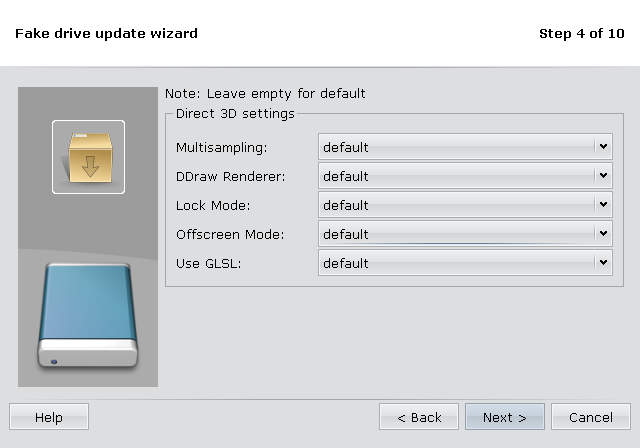 Fake drive update wizard Step 4 of 10
Note: Leave empty for default
Direct 3D settings
Multisampling: default
DDraw Renderer: default
Lock Mode: default
Offscreen Mode: default
Use GLSL: default
Help < Back Next > Cancel